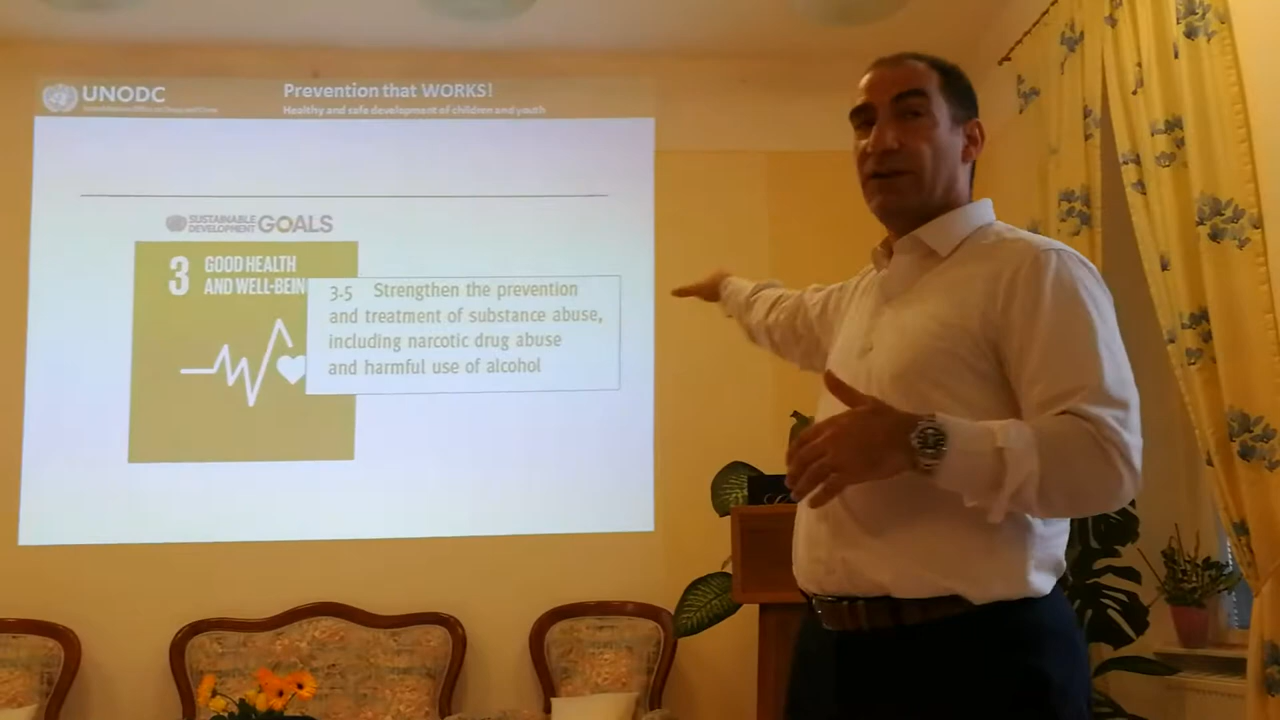 UNODC
Prevention that WORKS!
Healthy and safe development of children and youth
SUSTAINABLE
DEVELOPMENT GOALS
3 GOOD HEALTH
AND WELL-BEIN
3.5 Strengthen the prevention
and treatment of substance abuse,
including narcotic drug abuse
and harmful use of alcohol